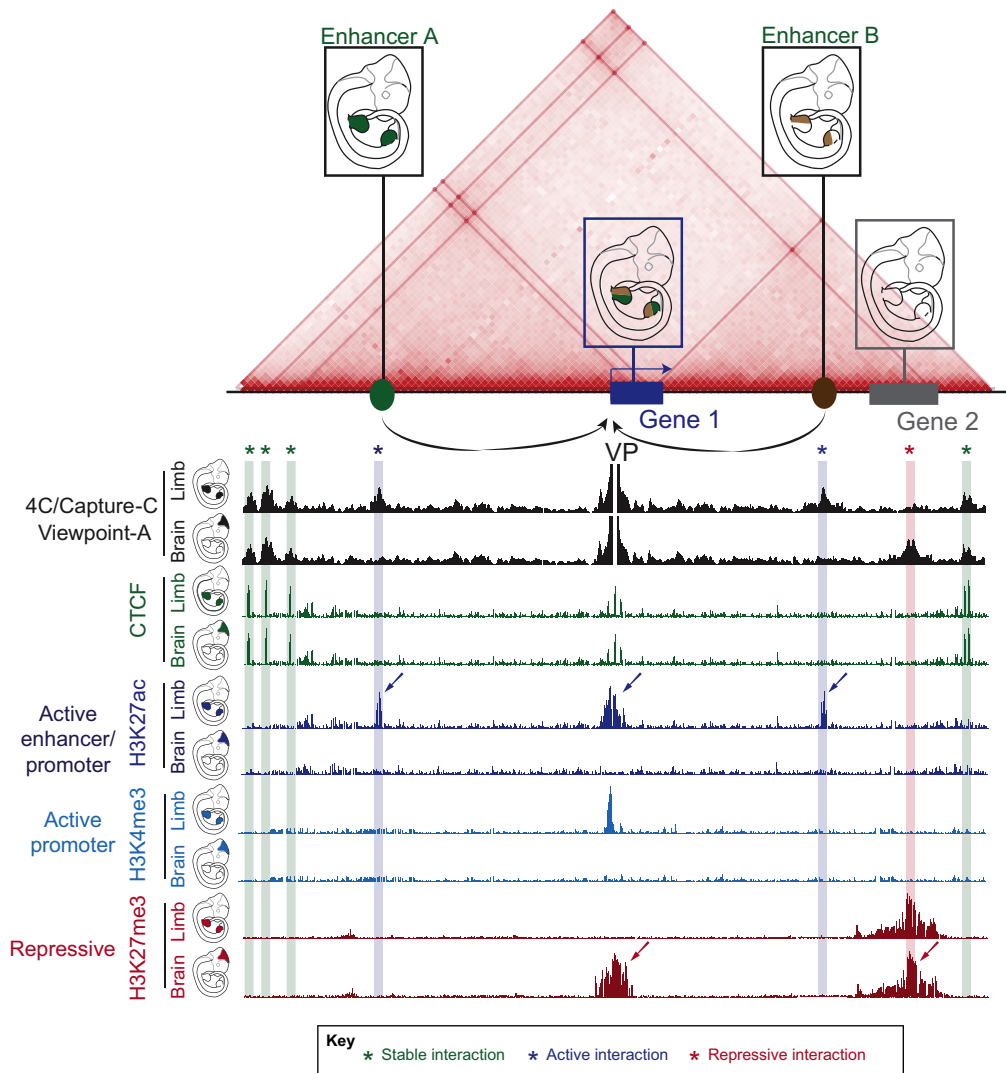 Enhancer A
Enhancer B
Gene 1
Gene 2
* * * * VP * * *
4C/Capture-C
Viewpoint-A
Limb
Brain
CTCF
Limb
Brain
Active
enhancer/
promoter
H3K27ac
Limb
Brain
Active
promoter
H3K4me3
Limb
Brain
Repressive
H3K27me3
Limb
Brain
Key
* Stable interaction * Active interaction * Repressive interaction